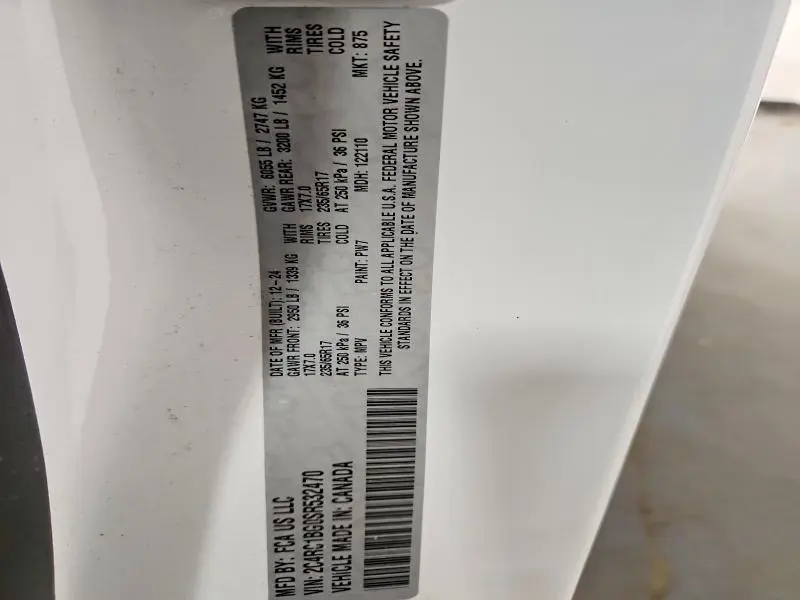 MFD BY: FCA US LLC
VIN: 2C4RC1BG0SR532470
VEHICLE MADE IN: CANADA
DATE OF MFR (BUILT): 12-24 GVWR: 6055 LB / 2747 KG
GAWR FRONT: 2950 LB / 1339 KG WITH GAWR REAR: 3200 LB / 1452 KG WITH
17X7.0 RIMS 17X7.0 RIMS
235/65R17 TIRES 235/65R17 TIRES
AT 250 kPa / 36 PSI COLD AT 250 kPa / 36 PSI COLD
TYPE: MPV PAINT: PW7 MDH: 122110 MKT: 875
THIS VEHICLE CONFORMS TO ALL APPLICABLE U.S.A. FEDERAL MOTOR VEHICLE SAFETY
STANDARDS IN EFFECT ON THE DATE OF MANUFACTURE SHOWN ABOVE.